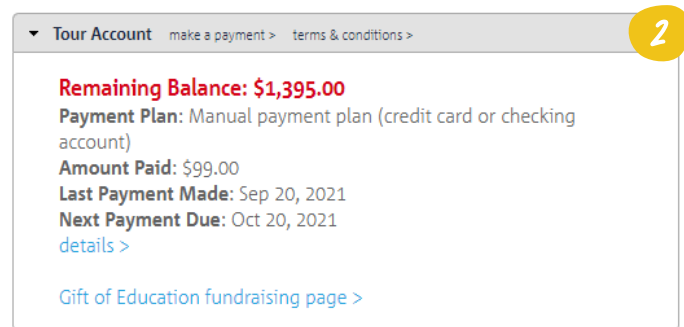 Tour Account make a payment > terms & conditions >
2
Remaining Balance: $1,395.00
Payment Plan: Manual payment plan (credit card or checking
account)
Amount Paid: $99.00
Last Payment Made: Sep 20, 2021
Next Payment Due: Oct 20, 2021
details >
Gift of Education fundraising page >